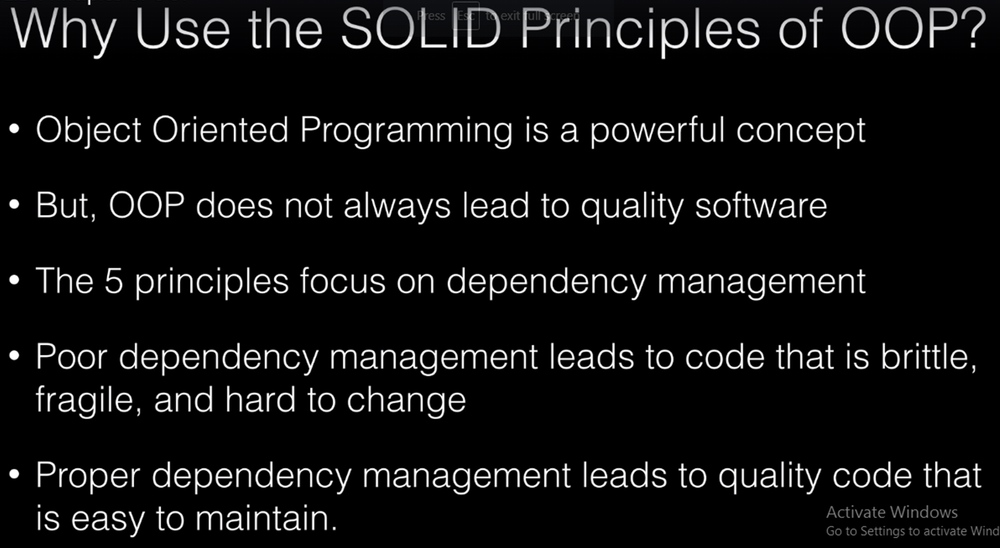 Why Use the SOLID Principles of OOP?
Press Esc to exit full screen
• Object Oriented Programming is a powerful concept
• But, OOP does not always lead to quality software
• The 5 principles focus on dependency management
• Poor dependency management leads to code that is brittle,
fragile, and hard to change
• Proper dependency management leads to quality code that
is easy to maintain.
Activate Windows
Go to Settings to activate Wind